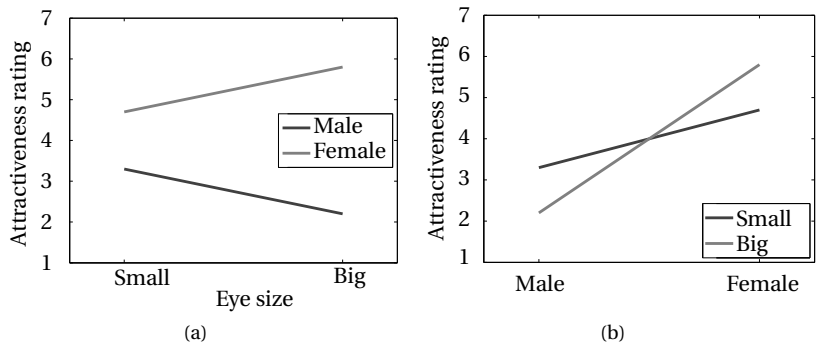 Attractiveness rating
7
6
5
4
3
2
1
Male
Female
Small
Big
Eye size
(a)
Attractiveness rating
7
6
5
4
3
2
1
Small
Big
Male
Female
(b)